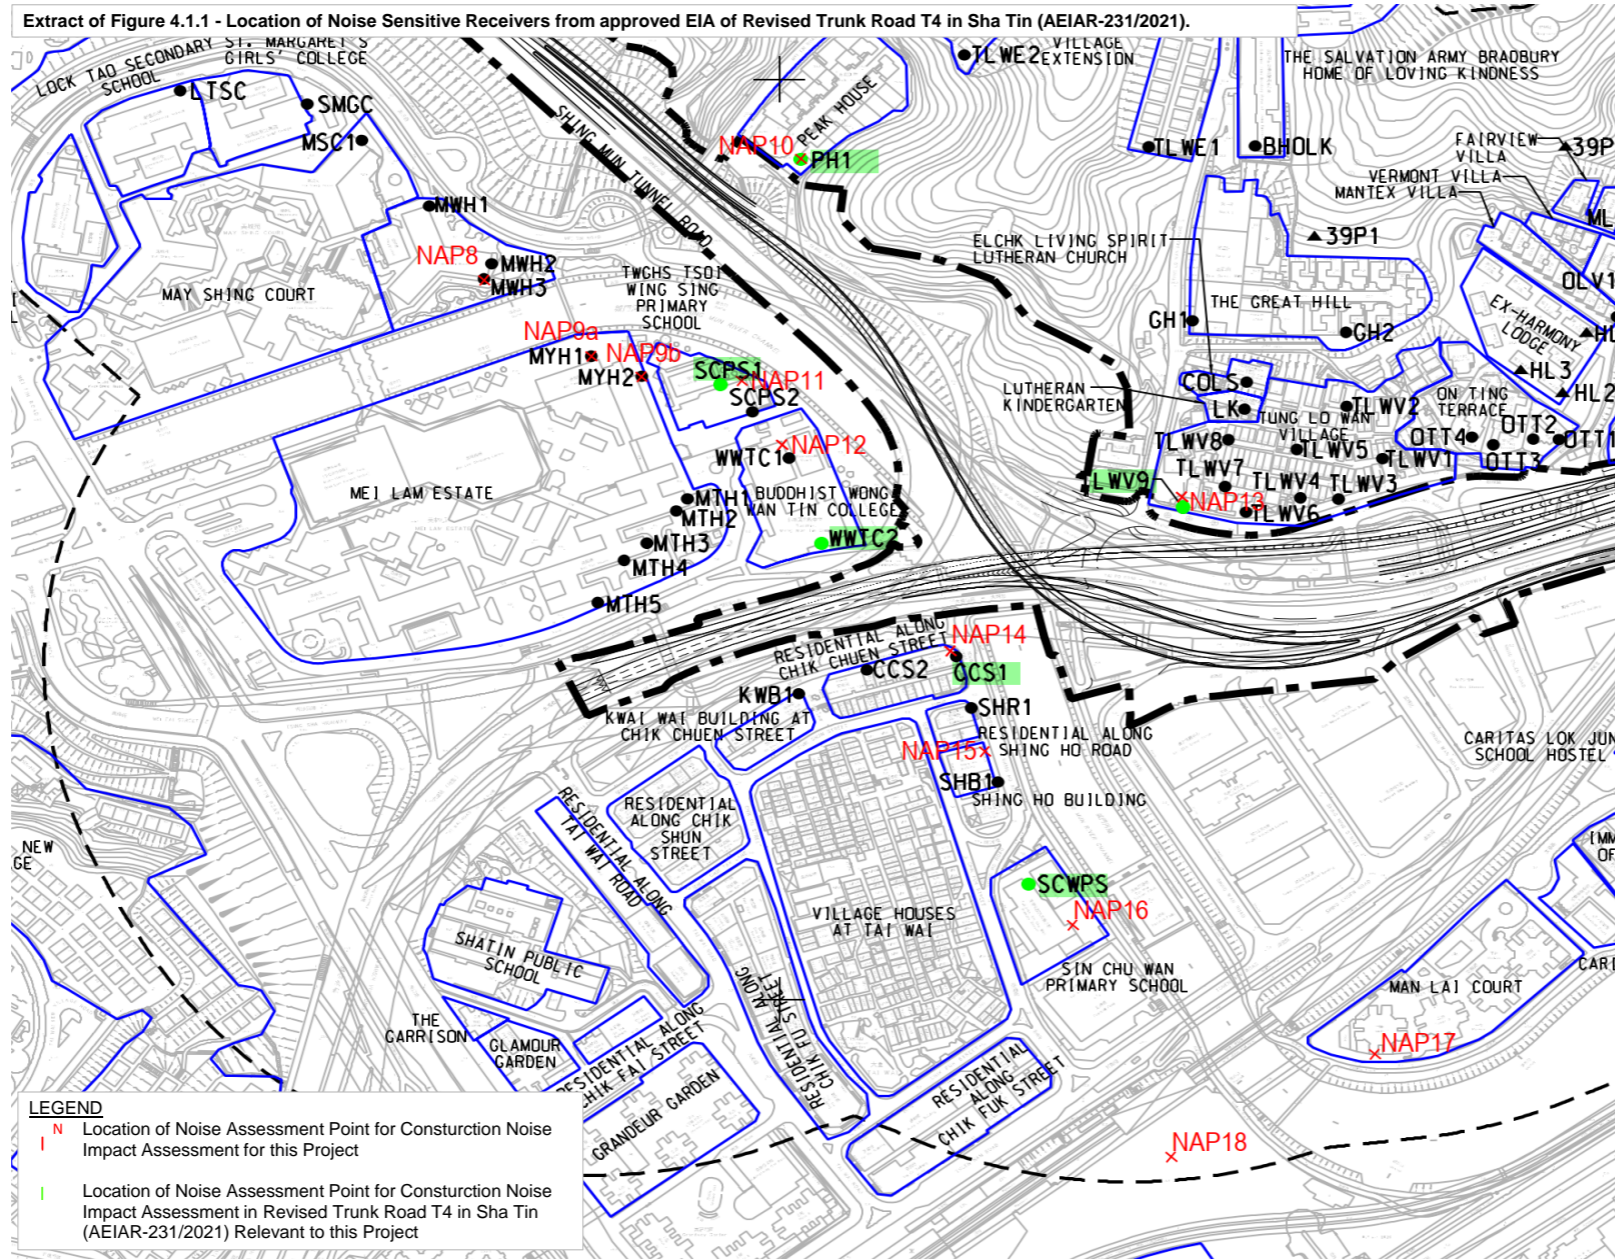 Extract of Figure 4.1.1 - Location of Noise Sensitive Receivers from approved EIA of Revised Trunk Road T4 in Sha Tin (AEIAR-231/2021).
LOCK TAO SECONDARY
SCHOOL
ST. MARGARET'S
GIRLS' COLLEGE
LTSC
SMGC
MSC1
MWH1
NAP8
MWH2
MWH3
MAY SHING COURT
SHING MUN TUNNEL ROAD
NAP10
PEAK HOUSE
PH1
TLWE2
VILLAGE
EXTENSION
THE SALVATION ARMY BRADBURY
HOME OF LOVING KINDNESS
TLWE1
BHOLK
FAIRVIEW
VILLA
VERMONT VILLA
MANTEX VILLA
39P
ML
39P1
OLV1
ELCHK LIVING SPIRIT
LUTHERAN CHURCH
THE GREAT HILL
GH1
GH2
EX-HARMONY
LODGE
HL
HL3
HL2
TWGHS TSOI
WING SING
PRIMARY
SCHOOL
NAP9a
MYH1
NAP9b
MYH2
SCPS1
NAP11
SCPS2
NAP12
WWTC1
BUDDHIST WONG
WAN TIN COLLEGE
WWTC2
MEI LAM ESTATE
MTH1
MTH2
MTH3
MTH4
MTH5
LUTHERAN
KINDERGARTEN
COLS
LK
TUNG LO WAN
VILLAGE
TLWV2
TLWV8
TLWV5
TLWV1
TLWV7
TLWV4
TLWV3
LWV9
NAP13
TLWV6
ON TING
TERRACE
OTT4
OTT2
OTT1
OTT3
RESIDENTIAL ALONG
CHIK CHUEN STREET
NAP14
CCS2
CCS1
KWB1
KWAI WAI BUILDING AT
CHIK CHUEN STREET
SHR1
RESIDENTIAL ALONG
SHING HO ROAD
NAP15
SHB1
SHING HO BUILDING
CARITAS LOK JUN
SCHOOL HOSTEL
RESIDENTIAL
ALONG CHIK
SHUN
STREET
RESIDENTIAL ALONG
TAI WAI ROAD
VILLAGE HOUSES
AT TAI WAI
SCWPS
NAP16
SIN CHU WAN
PRIMARY SCHOOL
NEW
GE
SHATIN PUBLIC
SCHOOL
THE
GARRISON
GLAMOUR
GARDEN
RESIDENTIAL ALONG
CHIK FAI STREET
GRANDEUR GARDEN
RESIDENTIAL ALONG
CHIK FU STREET
RESIDENTIAL
ALONG
CHIK FUK STREET
MAN LAI COURT
NAP17
NAP18
IMM
OF
CARI
LEGEND
N
Location of Noise Assessment Point for Consturction Noise
Impact Assessment for this Project
Location of Noise Assessment Point for Consturction Noise
Impact Assessment in Revised Trunk Road T4 in Sha Tin
(AEIAR-231/2021) Relevant to this Project